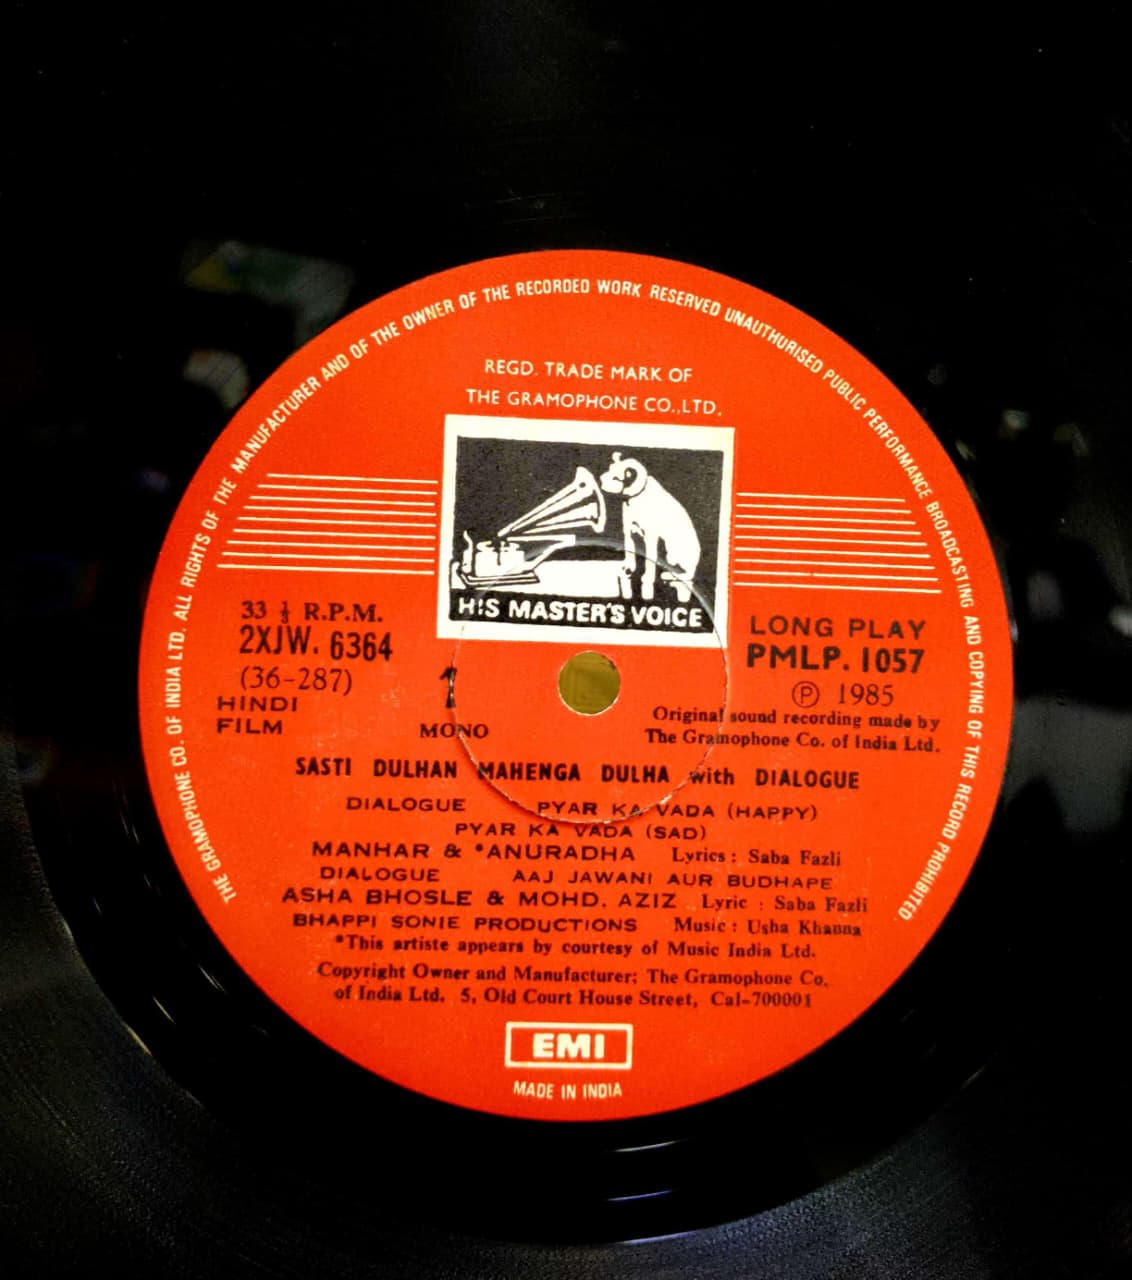 THE GRAMOPHONE CO. OF INDIA LTD. ALL RIGHTS OF THE MANUFACTURER AND OF THE OWNER OF THE RECORDED WORK RESERVED UNAUTHORISED PUBLIC PERFORMANCE BROADCASTING AND COPYING OF THIS RECORD PROHIBITED.
REGD. TRADE MARK OF
THE GRAMOPHONE CO.,LTD.
HIS MASTER'S VOICE
33 ⅓ R.P.M.
2XJW. 6364
(36-287)
HINDI
FILM
1
MONO
LONG PLAY
PMLP. 1057
Ⓟ 1985
Original sound recording made by
The Gramophone Co. of India Ltd.
SASTI DULHAN MAHENGA DULHA with DIALOGUE
DIALOGUE PYAR KA VADA (HAPPY)
PYAR KA VADA (SAD)
MANHAR & *ANURADHA Lyrics : Saba Fazli
DIALOGUE AAJ JAWANI AUR BUDHAPE
ASHA BHOSLE & MOHD. AZIZ Lyric : Saba Fazli
BHAPPI SONIE PRODUCTIONS Music : Usha Khanna
*This artiste appears by courtesy of Music India Ltd.
Copyright Owner and Manufacturer; The Gramophone Co.
of India Ltd. 5, Old Court House Street, Cal-700001
EMI
MADE IN INDIA